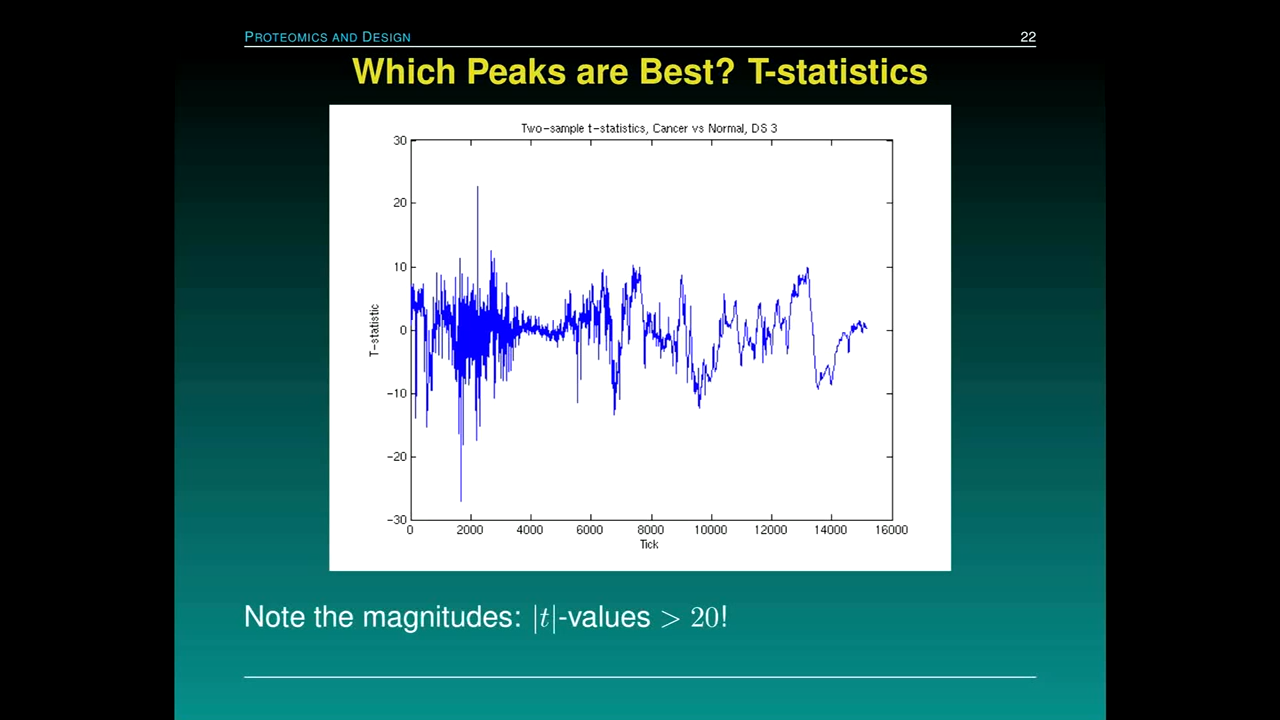 PROTEOMICS AND DESIGN 22
Which Peaks are Best? T-statistics
Two-sample t-statistics, Cancer vs Normal, DS 3
30
20
10
0
-10
-20
-30
T-statistic
0 2000 4000 6000 8000 10000 12000 14000 16000
Tick
Note the magnitudes: |t|-values > 20!